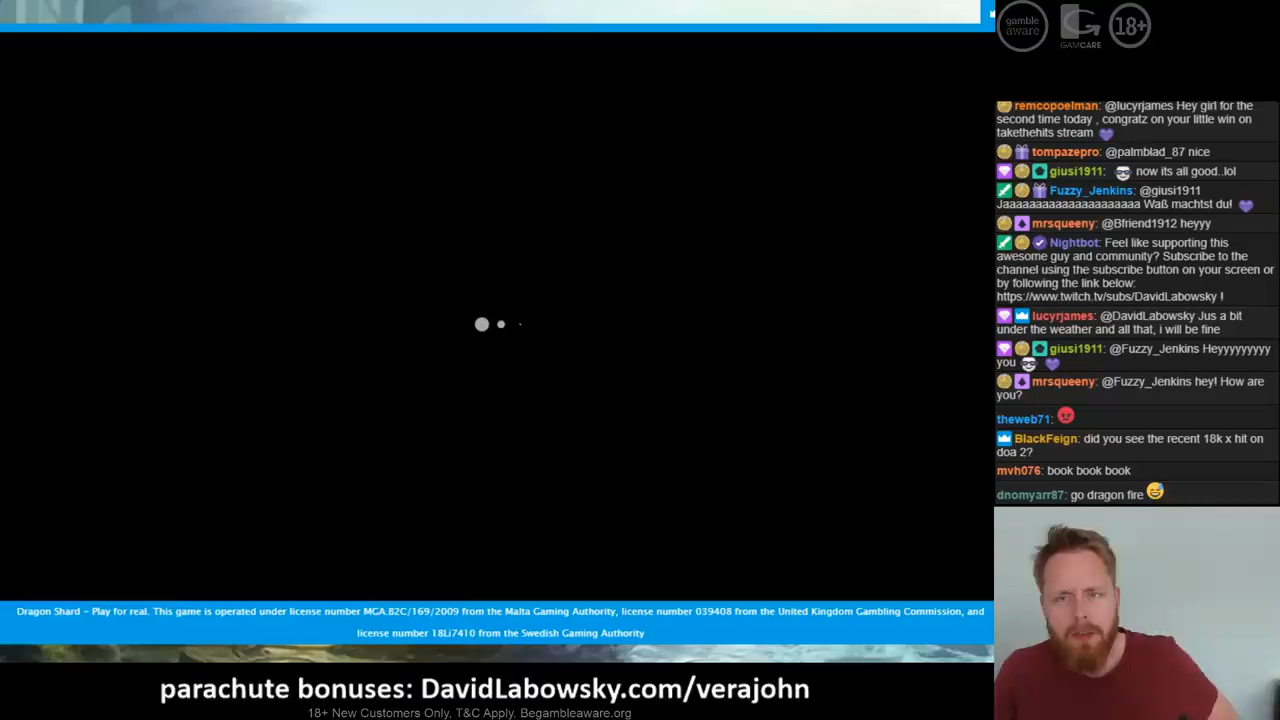 gamble
aware
GAMCARE
18+
remcopoelman: @lucyrjames Hey girl for the
second time today , congratz on your little win on
takethehits stream
tompazepro: @palmblad_87 nice
giusi1911: now its all good..lol
Fuzzy_Jenkins: @giusi1911
Jaaaaaaaaaaaaaaaaaaaaa Waß machtst du!
mrsqueeny: @Bfriend1912 heyyy
Nightbot: Feel like supporting this
awesome guy and community? Subscribe to the
channel using the subscribe button on your screen or
by following the link below:
https://www.twitch.tv/subs/DavidLabowsky !
lucyrjames: @DavidLabowsky Jus a bit
under the weather and all that, i will be fine
giusi1911: @Fuzzy_Jenkins Heyyyyyyyyy
you
mrsqueeny: @Fuzzy_Jenkins hey! How are
you?
theweb71:
BlackFeign: did you see the recent 18k x hit on
doa 2?
mvh076: book book book
dnomyarr87: go dragon fire
Dragon Shard - Play for real. This game is operated under license number MGA.B2C/169/2009 from the Malta Gaming Authority, license number 039408 from the United Kingdom Gambling Commission, and
license number 18Li7410 from the Swedish Gaming Authority
parachute bonuses: DavidLabowsky.com/verajohn
18+ New Customers Only, T&C Apply. Begambleaware.org